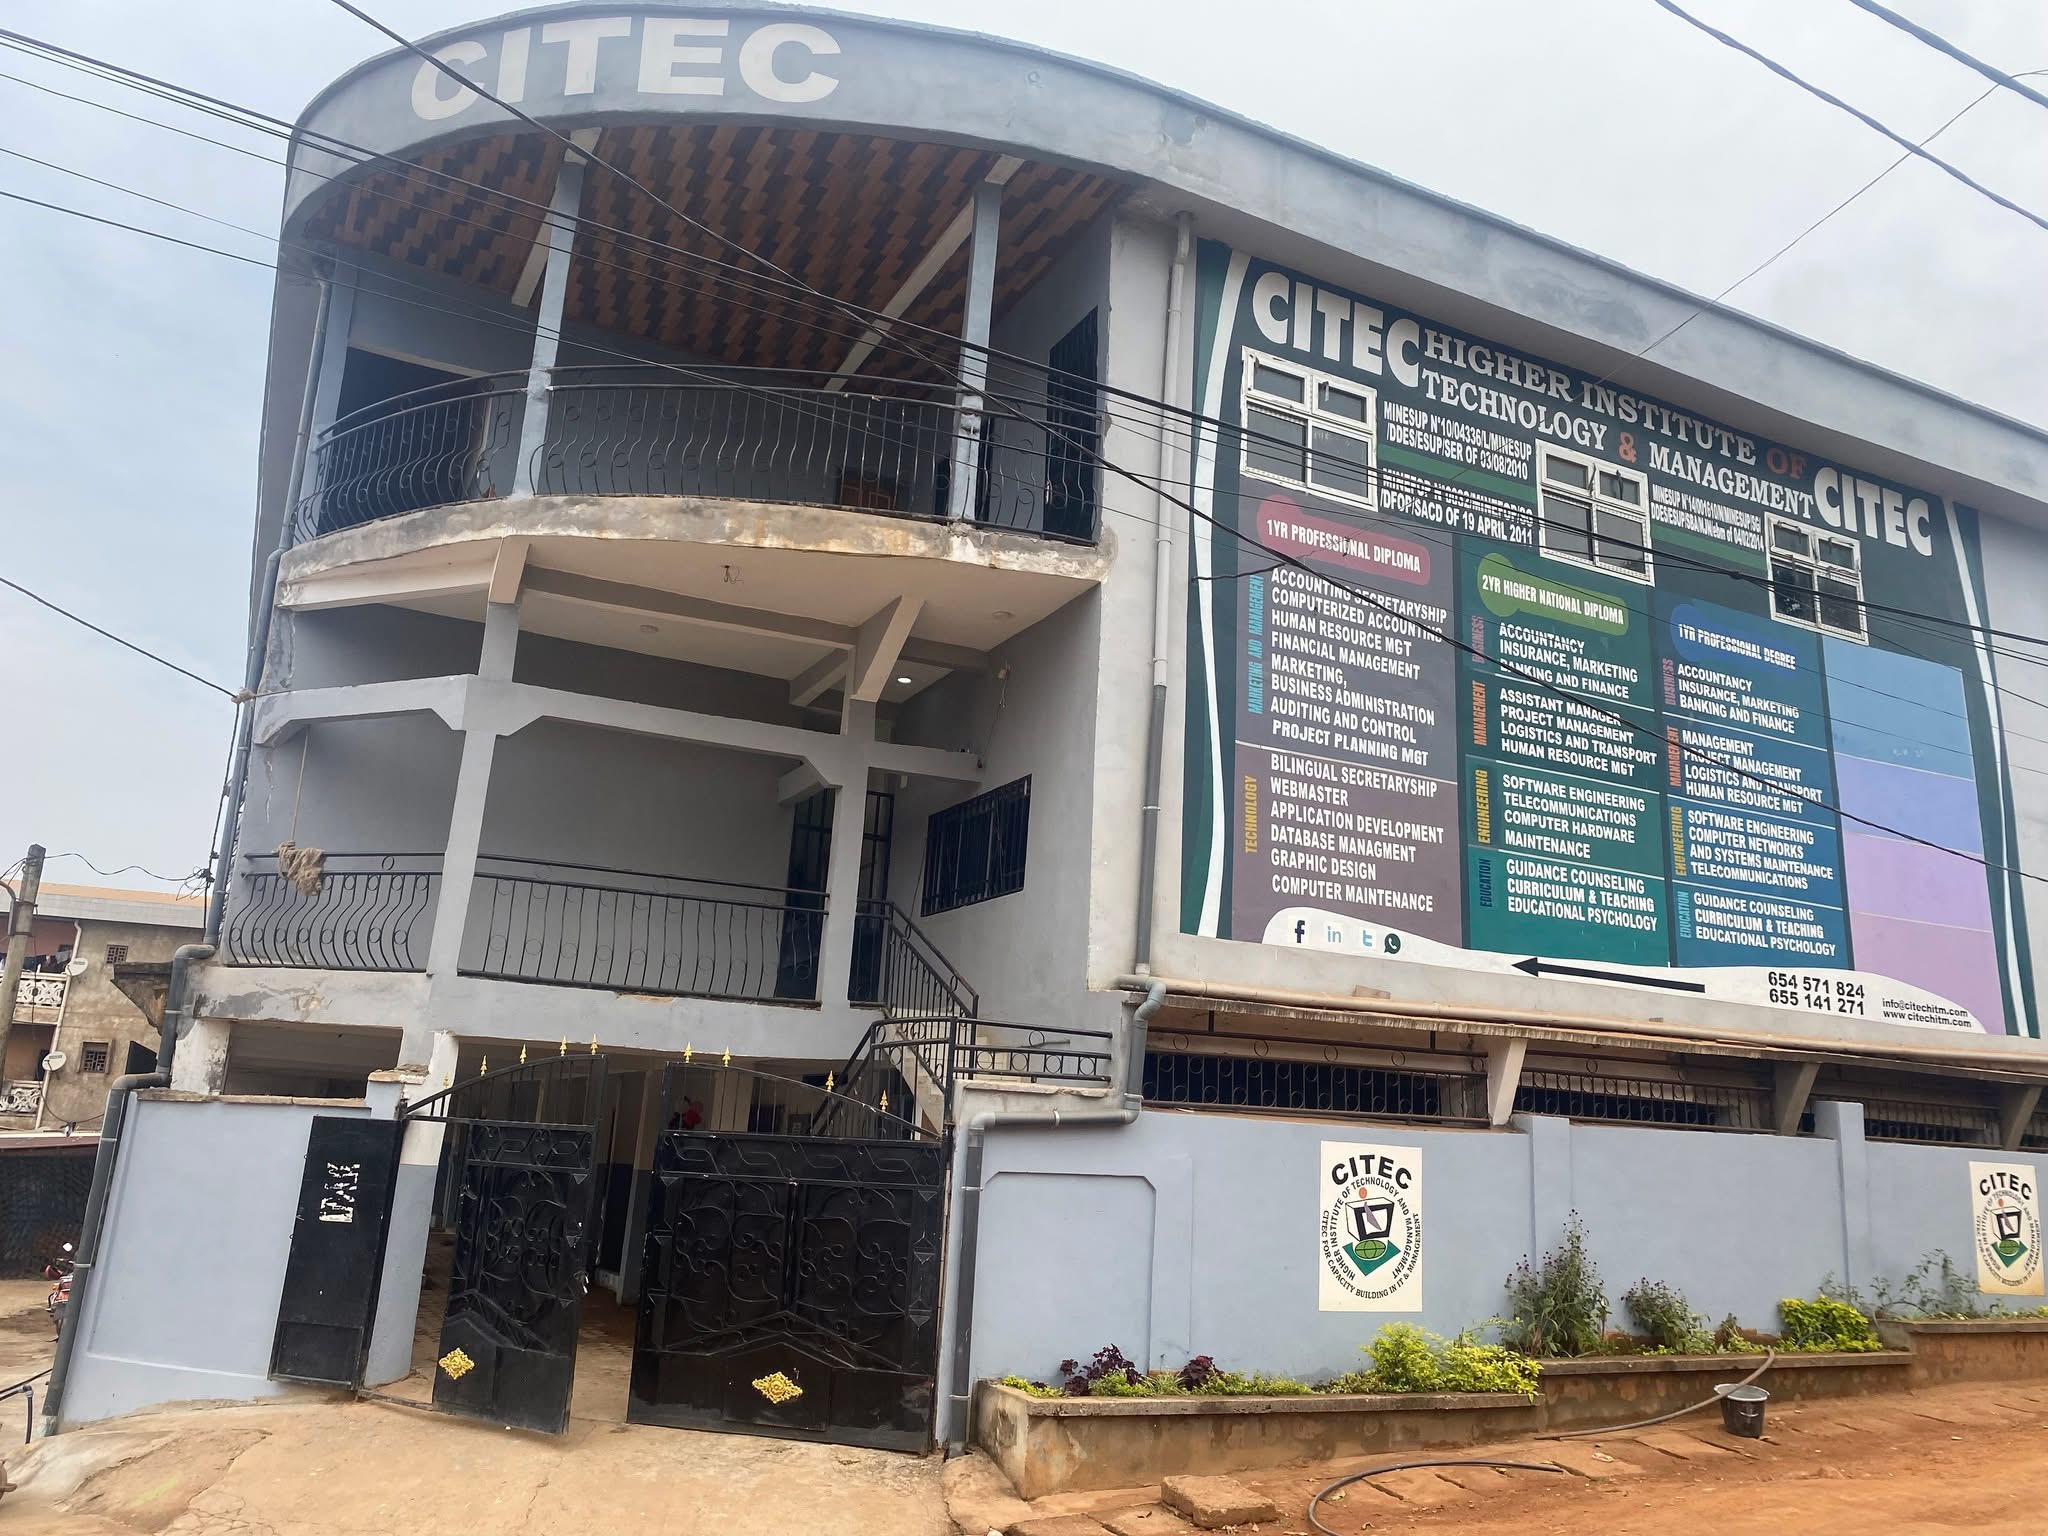 CITEC
CITEC HIGHER INSTITUTE OF
TECHNOLOGY & MANAGEMENT CITEC
MINESUP N°10/04336/L/MINESUP
/DDES/ESUP/SER OF 03/08/2010
/DFOP/SACD OF 19 APRIL 2011
1YR PROFESSIONAL DIPLOMA
MARKETING AND MANAGEMENT
ACCOUNTING SECRETARYSHIP
COMPUTERIZED ACCOUNTING
HUMAN RESOURCE MGT
FINANCIAL MANAGEMENT
MARKETING,
BUSINESS ADMINISTRATION
AUDITING AND CONTROL
PROJECT PLANNING MGT
TECHNOLOGY
BILINGUAL SECRETARYSHIP
WEBMASTER
APPLICATION DEVELOPMENT
DATABASE MANAGMENT
GRAPHIC DESIGN
COMPUTER MAINTENANCE
2YR HIGHER NATIONAL DIPLOMA
BUSINESS
ACCOUNTANCY
INSURANCE, MARKETING
BANKING AND FINANCE
MANAGEMENT
ASSISTANT MANAGER
PROJECT MANAGEMENT
LOGISTICS AND TRANSPORT
HUMAN RESOURCE MGT
ENGINEERING
SOFTWARE ENGINEERING
TELECOMMUNICATIONS
COMPUTER HARDWARE
MAINTENANCE
EDUCATION
GUIDANCE COUNSELING
CURRICULUM & TEACHING
EDUCATIONAL PSYCHOLOGY
1YR PROFESSIONAL DEGREE
BUSINESS
ACCOUNTANCY
INSURANCE, MARKETING
BANKING AND FINANCE
MANAGEMENT
MANAGEMENT
PROJECT MANAGEMENT
LOGISTICS AND TRANSPORT
HUMAN RESOURCE MGT
ENGINEERING
SOFTWARE ENGINEERING
COMPUTER NETWORKS
AND SYSTEMS MAINTENANCE
TELECOMMUNICATIONS
EDUCATION
GUIDANCE COUNSELING
CURRICULUM & TEACHING
EDUCATIONAL PSYCHOLOGY
654 571 824
655 141 271
info@citechitm.com
www.citechitm.com
CITEC
HIGHER INSTITUTE OF TECHNOLOGY AND MANAGEMENT
CITEC FOR CAPACITY BUILDING IN IT & MANAGEMENT
CITEC